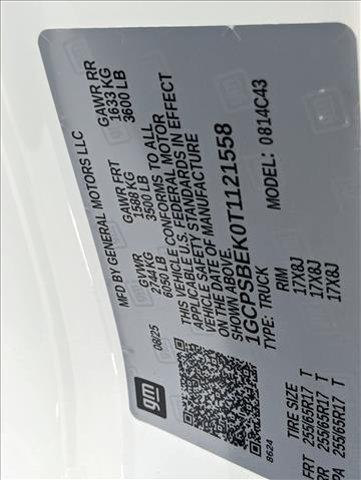 MFD BY GENERAL MOTORS LLC
08/25
GVWR GAWR FRT GAWR RR
2744 KG 1588 KG 1633 KG
6050 LB 3500 LB 3600 LB
THIS VEHICLE CONFORMS TO ALL
APPLICABLE U.S. FEDERAL MOTOR
VEHICLE SAFETY STANDARDS IN EFFECT
ON THE DATE OF MANUFACTURE
SHOWN ABOVE.
1GCPSBEK0T1121558
TYPE: TRUCK MODEL: 0814C43
gm
8624
TIRE SIZE RIM
FRT 255/65R17 T 17X8J
RR 255/65R17 T 17X8J
PA 255/65R17 T 17X8J